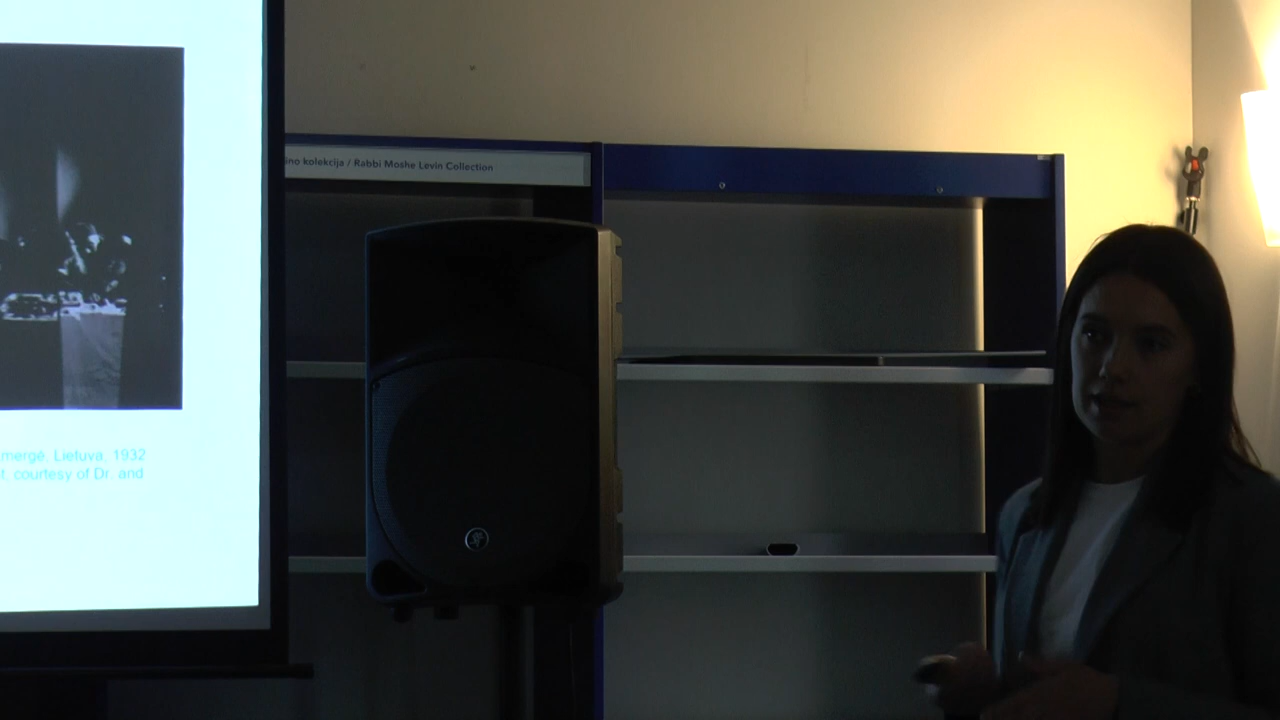 ino kolekcija / Rabbi Moshe Levin Collection
mergė, Lietuva, 1932
t, courtesy of Dr. and